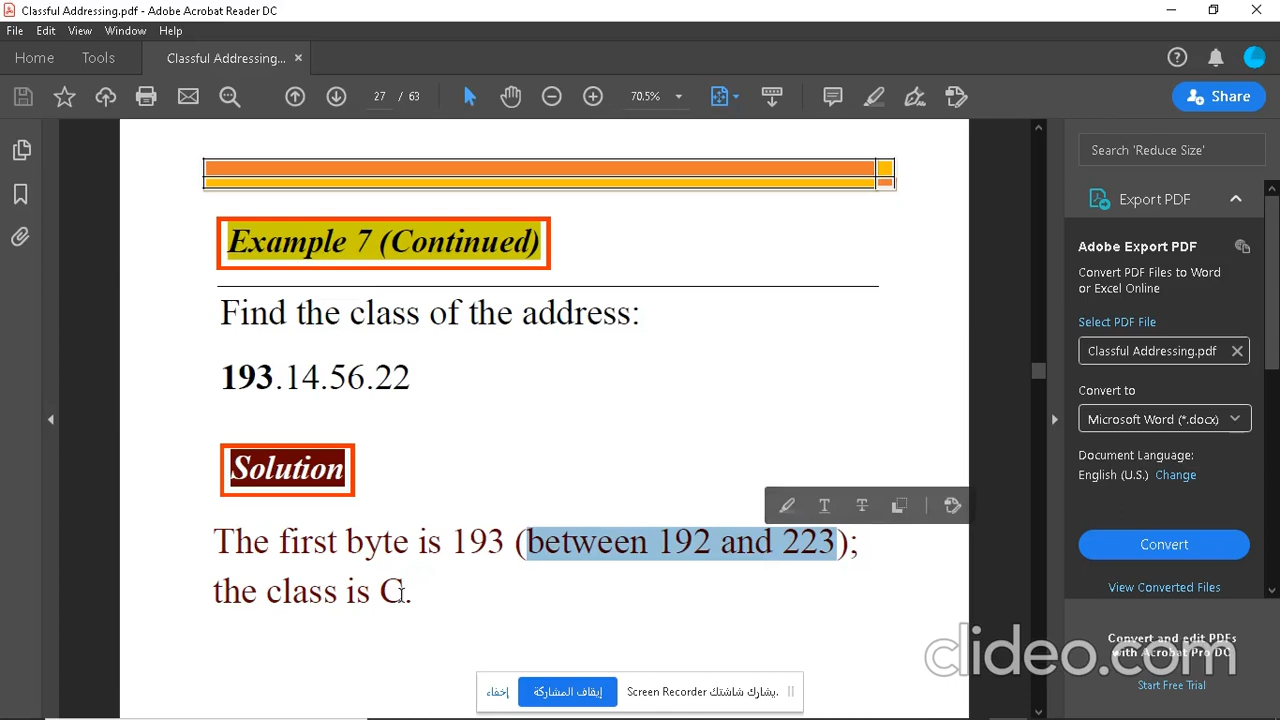 Classful Addressing.pdf - Adobe Acrobat Reader DC
File Edit View Window Help
Home Tools Classful Addressing... ×
27 / 63 70.5% Share
Search 'Reduce Size'
Export PDF
Adobe Export PDF
Convert PDF Files to Word
or Excel Online
Select PDF File
Classful Addressing.pdf
Convert to
Microsoft Word (*.docx)
Document Language:
English (U.S.) Change
Convert
View Converted Files
Convert and edit PDFs
with Acrobat Pro DC
Start Free Trial
Example 7 (Continued)
Find the class of the address:
193.14.56.22
Solution
The first byte is 193 (between 192 and 223);
the class is C.
clideo.com
يشارك شاشتك Screen Recorder. إيقاف المشاركة إخفاء